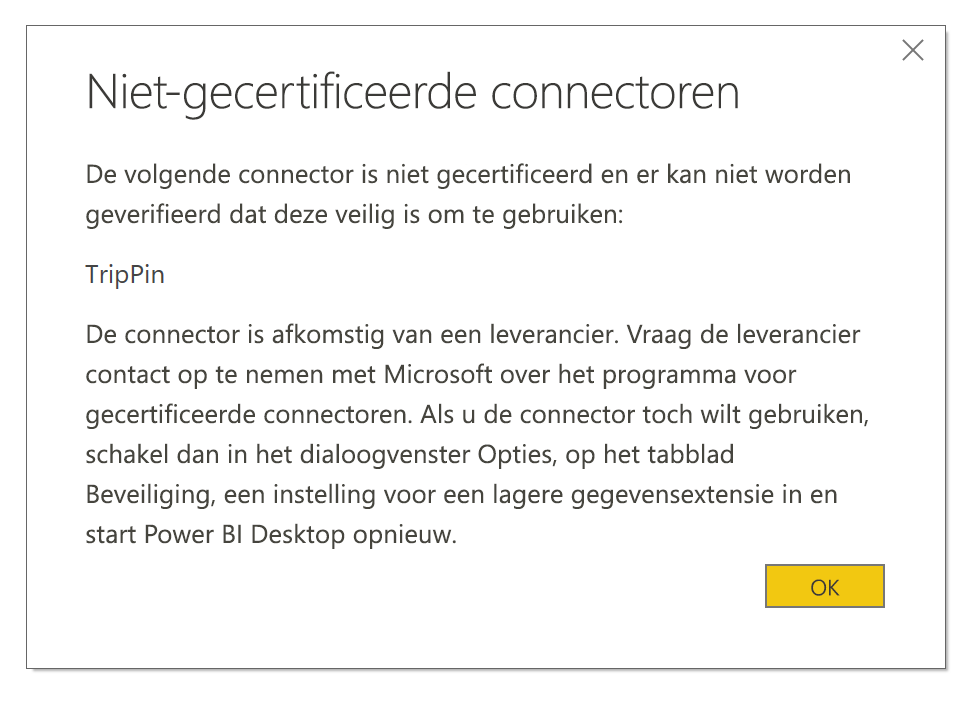 Niet-gecertificeerde connectoren
De volgende connector is niet gecertificeerd en er kan niet worden
geverifieerd dat deze veilig is om te gebruiken:
TripPin
De connector is afkomstig van een leverancier. Vraag de leverancier
contact op te nemen met Microsoft over het programma voor
gecertificeerde connectoren. Als u de connector toch wilt gebruiken,
schakel dan in het dialoogvenster Opties, op het tabblad
Beveiliging, een instelling voor een lagere gegevensextensie in en
start Power BI Desktop opnieuw.
OK